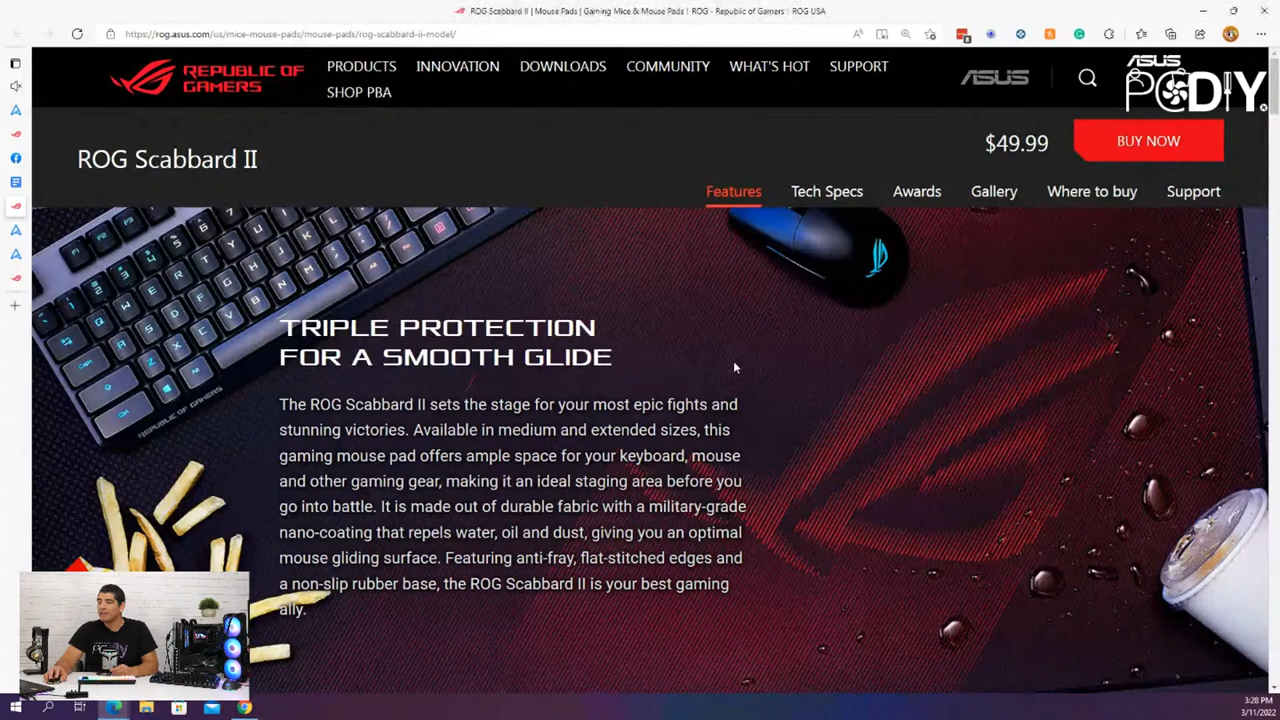 ROG Scabbard II | Mouse Pads | Gaming Mice & Mouse Pads | ROG - Republic of Gamers | ROG USA
https://rog.asus.com/us/mice-mouse-pads/mouse-pads/rog-scabbard-ii-model/
REPUBLIC OF
GAMERS
PRODUCTS INNOVATION DOWNLOADS COMMUNITY WHAT'S HOT SUPPORT
SHOP PBA
ASUS
ASUS
PCDIY.
ROG Scabbard II
$49.99
BUY NOW
Features Tech Specs Awards Gallery Where to buy Support
TRIPLE PROTECTION
FOR A SMOOTH GLIDE
The ROG Scabbard II sets the stage for your most epic fights and
stunning victories. Available in medium and extended sizes, this
gaming mouse pad offers ample space for your keyboard, mouse
and other gaming gear, making it an ideal staging area before you
go into battle. It is made out of durable fabric with a military-grade
nano-coating that repels water, oil and dust, giving you an optimal
mouse gliding surface. Featuring anti-fray, flat-stitched edges and
a non-slip rubber base, the ROG Scabbard II is your best gaming
ally.
REPUBLIC OF GAMERS
3:28 PM
3/11/2022